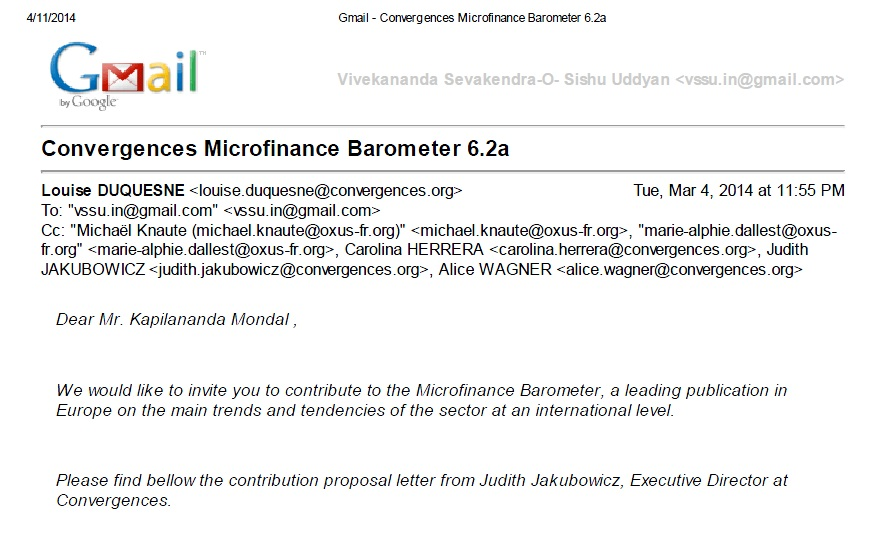 4/11/2014 Gmail - Convergences Microfinance Barometer 6.2a
Gmail™
by Google
Vivekananda Sevakendra-O- Sishu Uddyan <vssu.in@gmail.com>
Convergences Microfinance Barometer 6.2a
Louise DUQUESNE <louise.duquesne@convergences.org> Tue, Mar 4, 2014 at 11:55 PM
To: "vssu.in@gmail.com" <vssu.in@gmail.com>
Cc: "Michaël Knaute (michael.knaute@oxus-fr.org)" <michael.knaute@oxus-fr.org>, "marie-alphie.dallest@oxus-
fr.org" <marie-alphie.dallest@oxus-fr.org>, Carolina HERRERA <carolina.herrera@convergences.org>, Judith
JAKUBOWICZ <judith.jakubowicz@convergences.org>, Alice WAGNER <alice.wagner@convergences.org>
Dear Mr. Kapilananda Mondal ,
We would like to invite you to contribute to the Microfinance Barometer, a leading publication in
Europe on the main trends and tendencies of the sector at an international level.
Please find bellow the contribution proposal letter from Judith Jakubowicz, Executive Director at
Convergences.